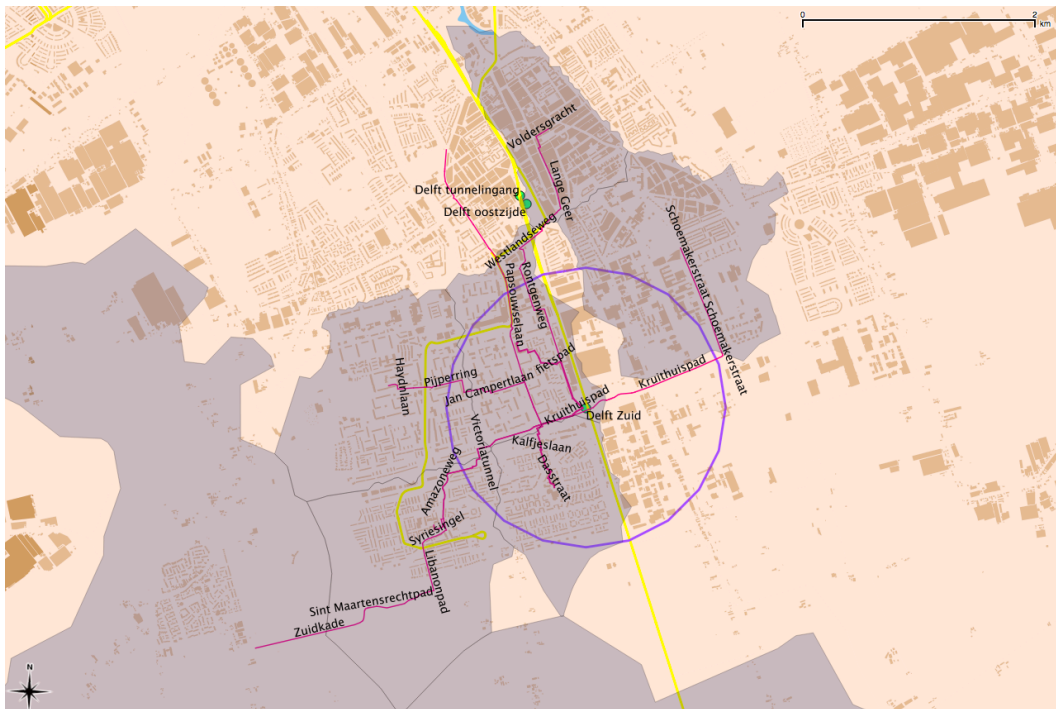 0 2
km
Voldersgracht
Lange Geer
Delft tunnelingang
Delft oostzijde
Westlandseweg
Schoemakerstraat Schoemakerstraat
Rontgenweg
Papsouwselaan
Haydnlaan
Pijperring
Jan Campertlaan fietspad
Kruithuispad
Kruithuispad
Delft Zuid
Victoriatunnel
Kalfjeslaan
Dasstraat
Amazoneweg
Syriesingel
Libanonpad
Sint Maartensrechtpad
Zuidkade
N